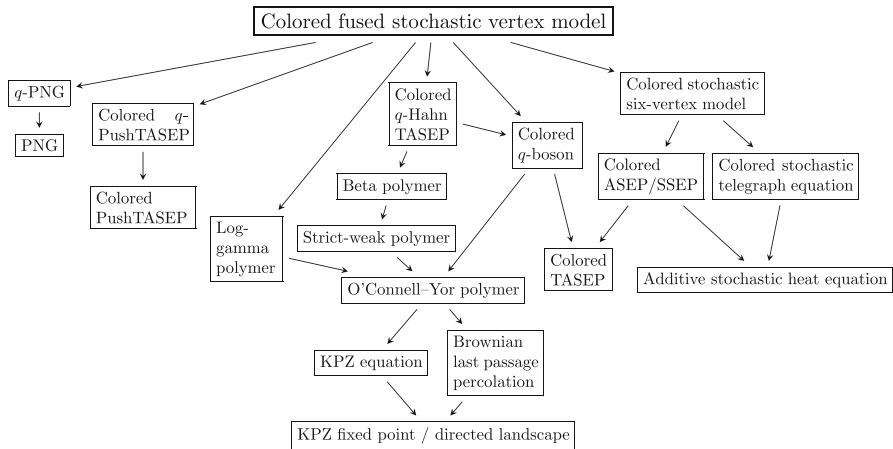 Colored fused stochastic vertex model
q-PNG
PNG
Colored q-
PushTASEP
Colored
PushTASEP
Log-
gamma
polymer
Colored
q-Hahn
TASEP
Beta polymer
Strict-weak polymer
O'Connell–Yor polymer
KPZ equation
Brownian
last passage
percolation
KPZ fixed point / directed landscape
Colored
q-boson
Colored
TASEP
Colored stochastic
six-vertex model
Colored
ASEP/SSEP
Colored stochastic
telegraph equation
Additive stochastic heat equation